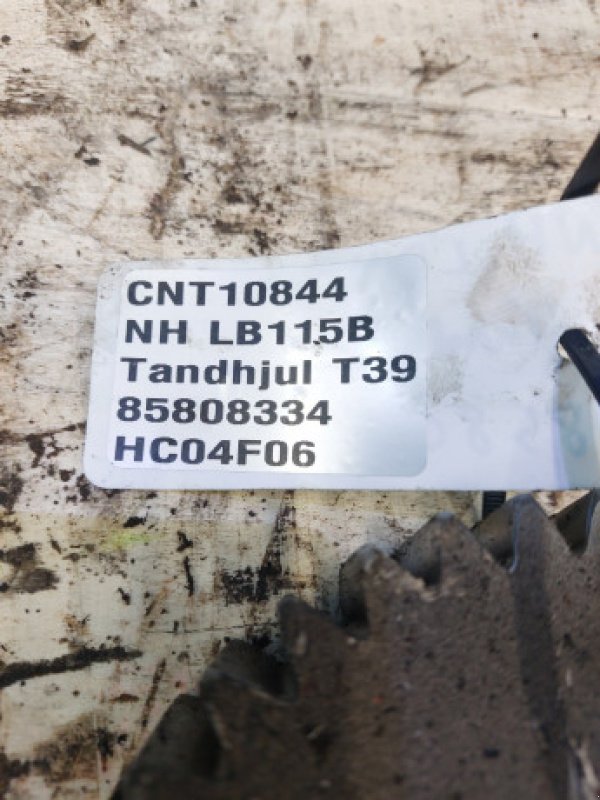 CNT10844
NH LB115B
Tandhjul T39
85808334
HC04F06